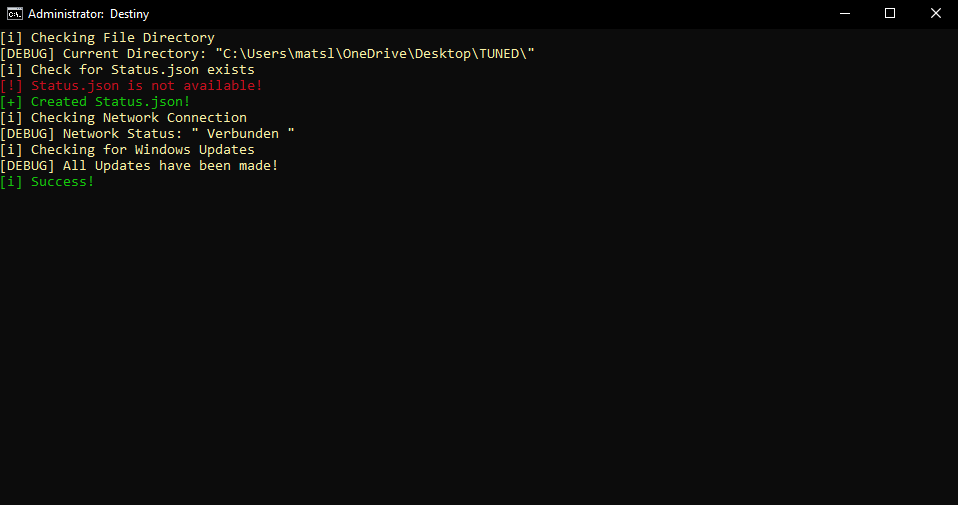 Administrator:  Destiny
[i] Checking File Directory
[DEBUG] Current Directory: "C:\Users\matsl\OneDrive\Desktop\TUNED\"
[i] Check for Status.json exists
[!] Status.json is not available!
[+] Created Status.json!
[i] Checking Network Connection
[DEBUG] Network Status: " Verbunden "
[i] Checking for Windows Updates
[DEBUG] All Updates have been made!
[i] Success!